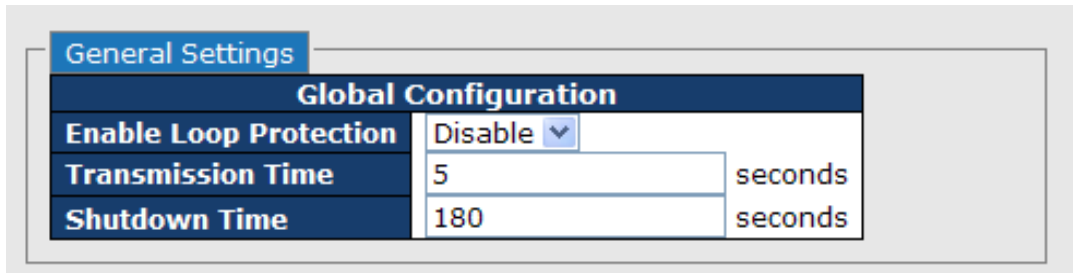 General Settings
Global Configuration
Enable Loop Protection Disable
Transmission Time 5 seconds
Shutdown Time 180 seconds